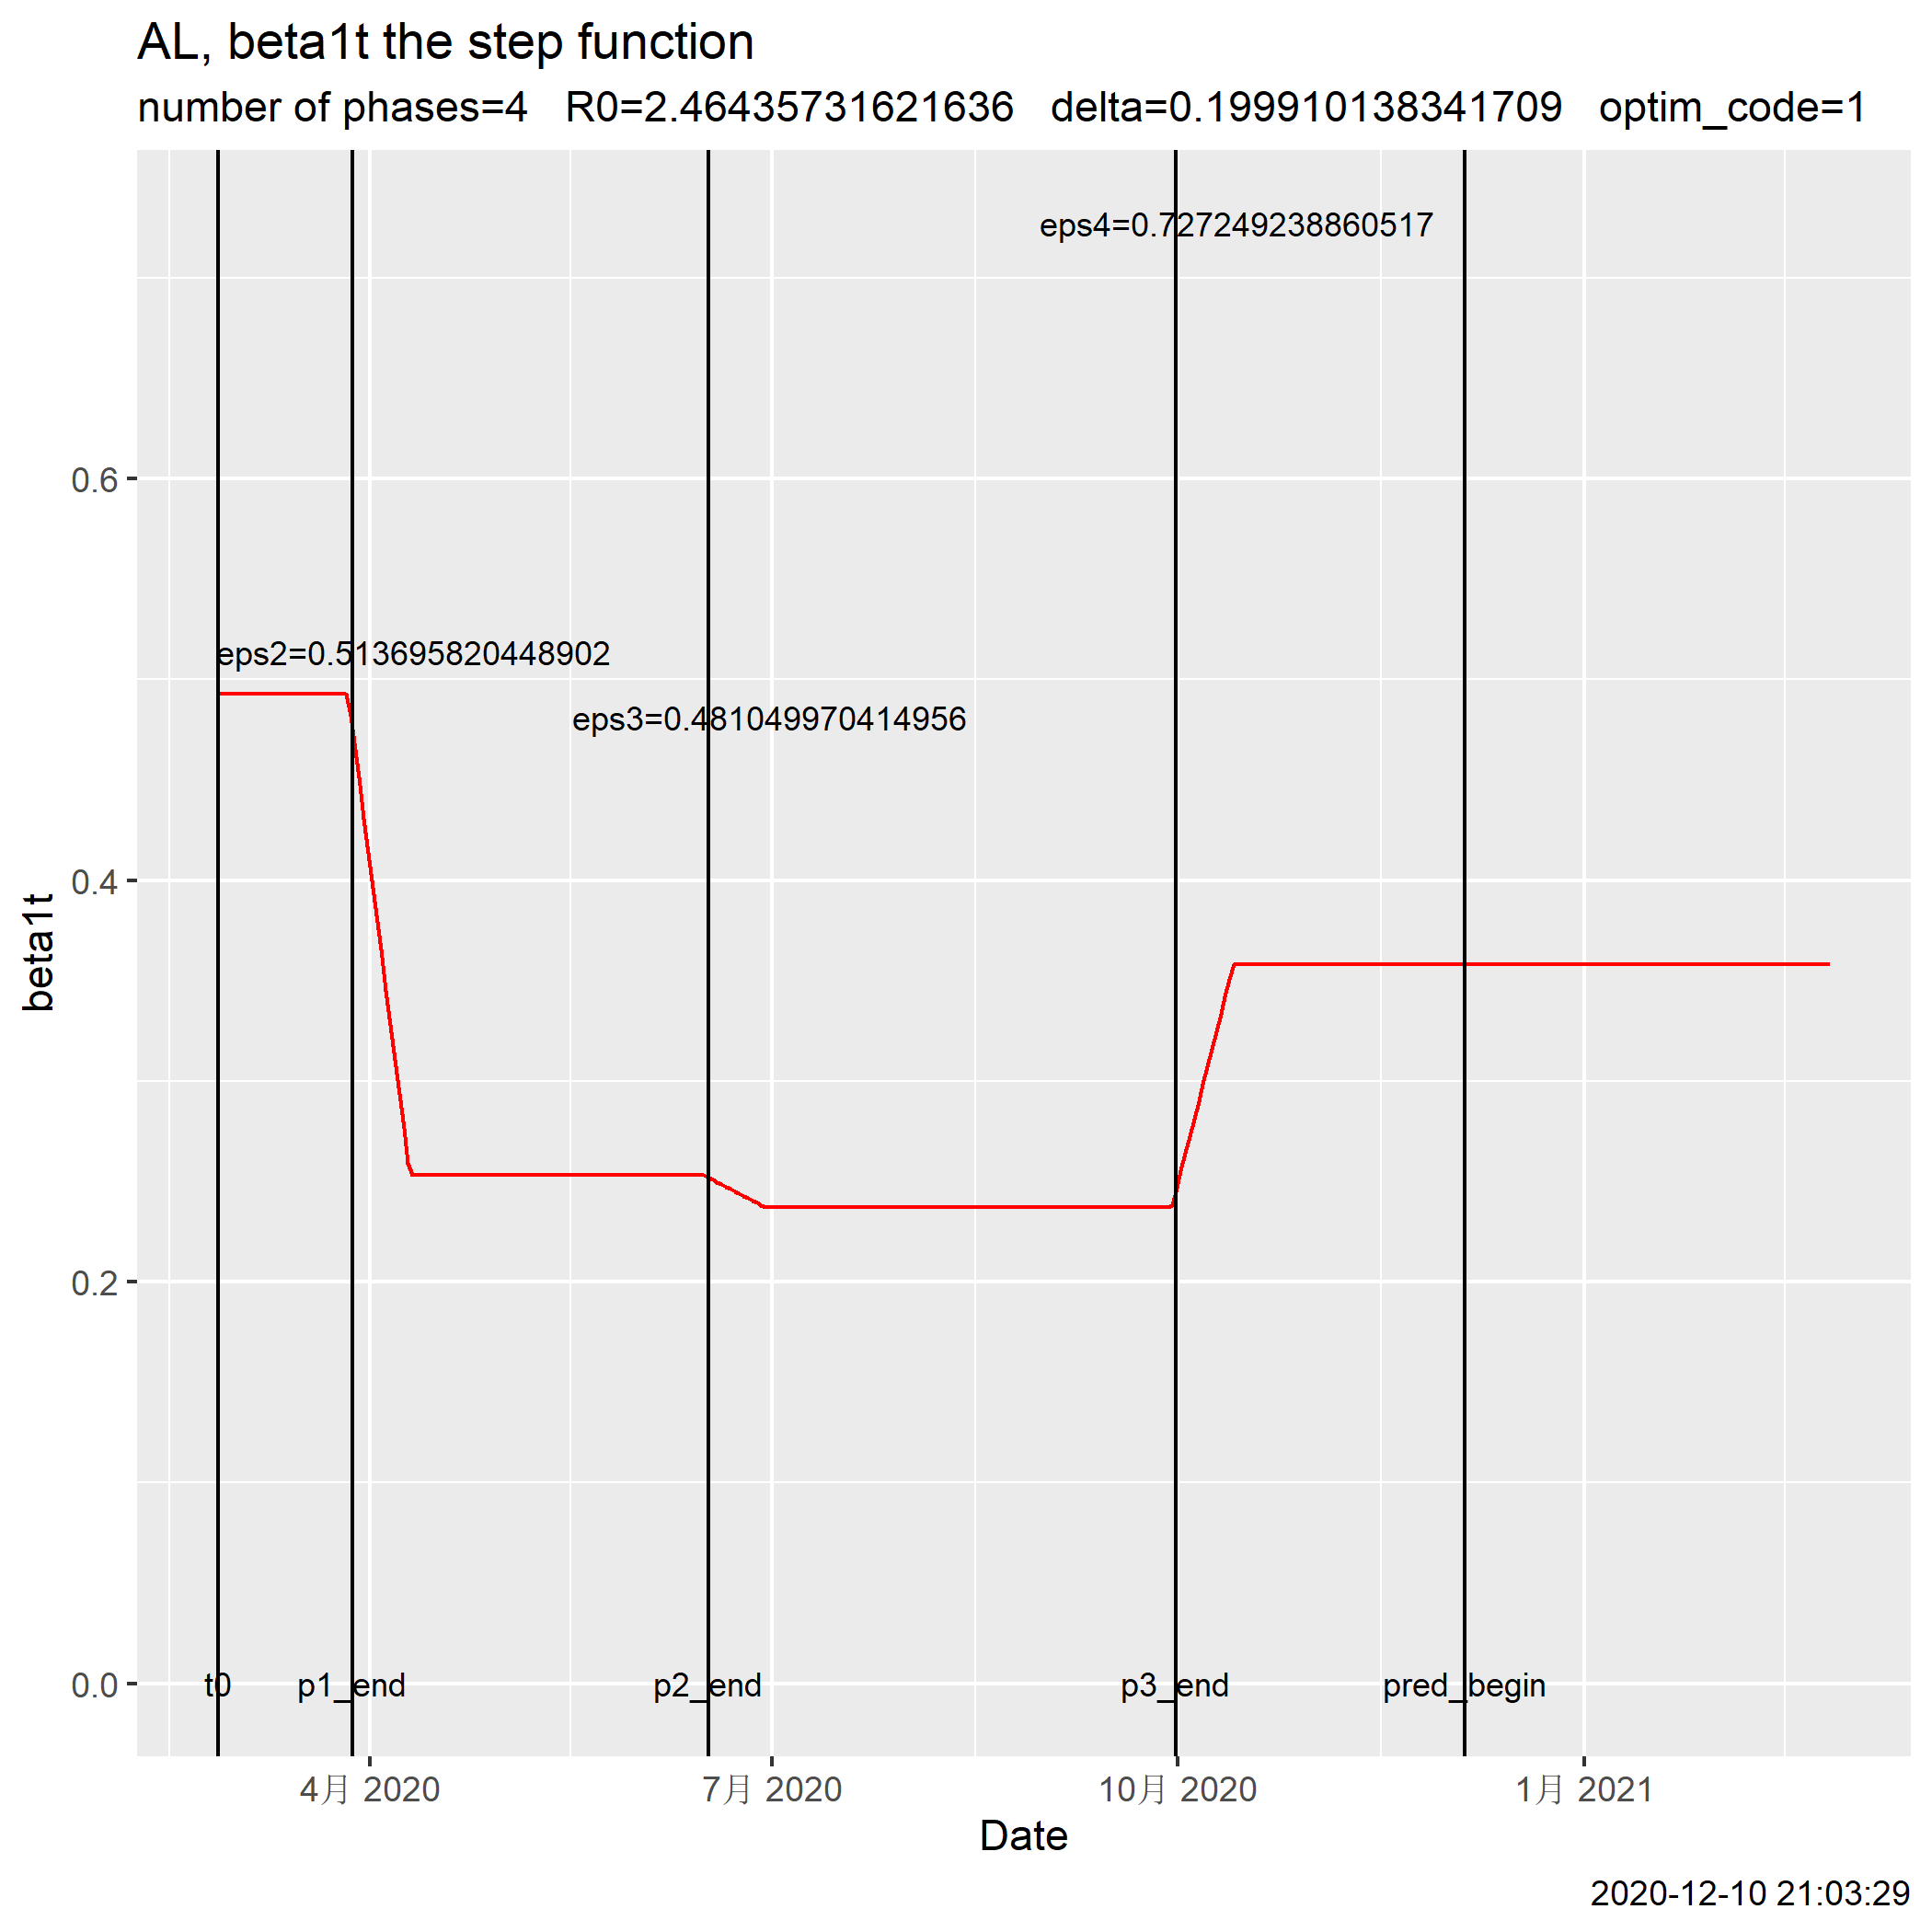 AL, beta1t the step function
number of phases=4   R0=2.46435731621636   delta=0.199910138341709   optim_code=1
eps4=0.727249238860517
0.6
eps2=0.513695820448902
eps3=0.481049970414956
0.4
beta1t
0.2
0.0
t0 p1_end p2_end p3_end pred_begin
4月 2020 7月 2020 10月 2020 1月 2021
Date
2020-12-10 21:03:29